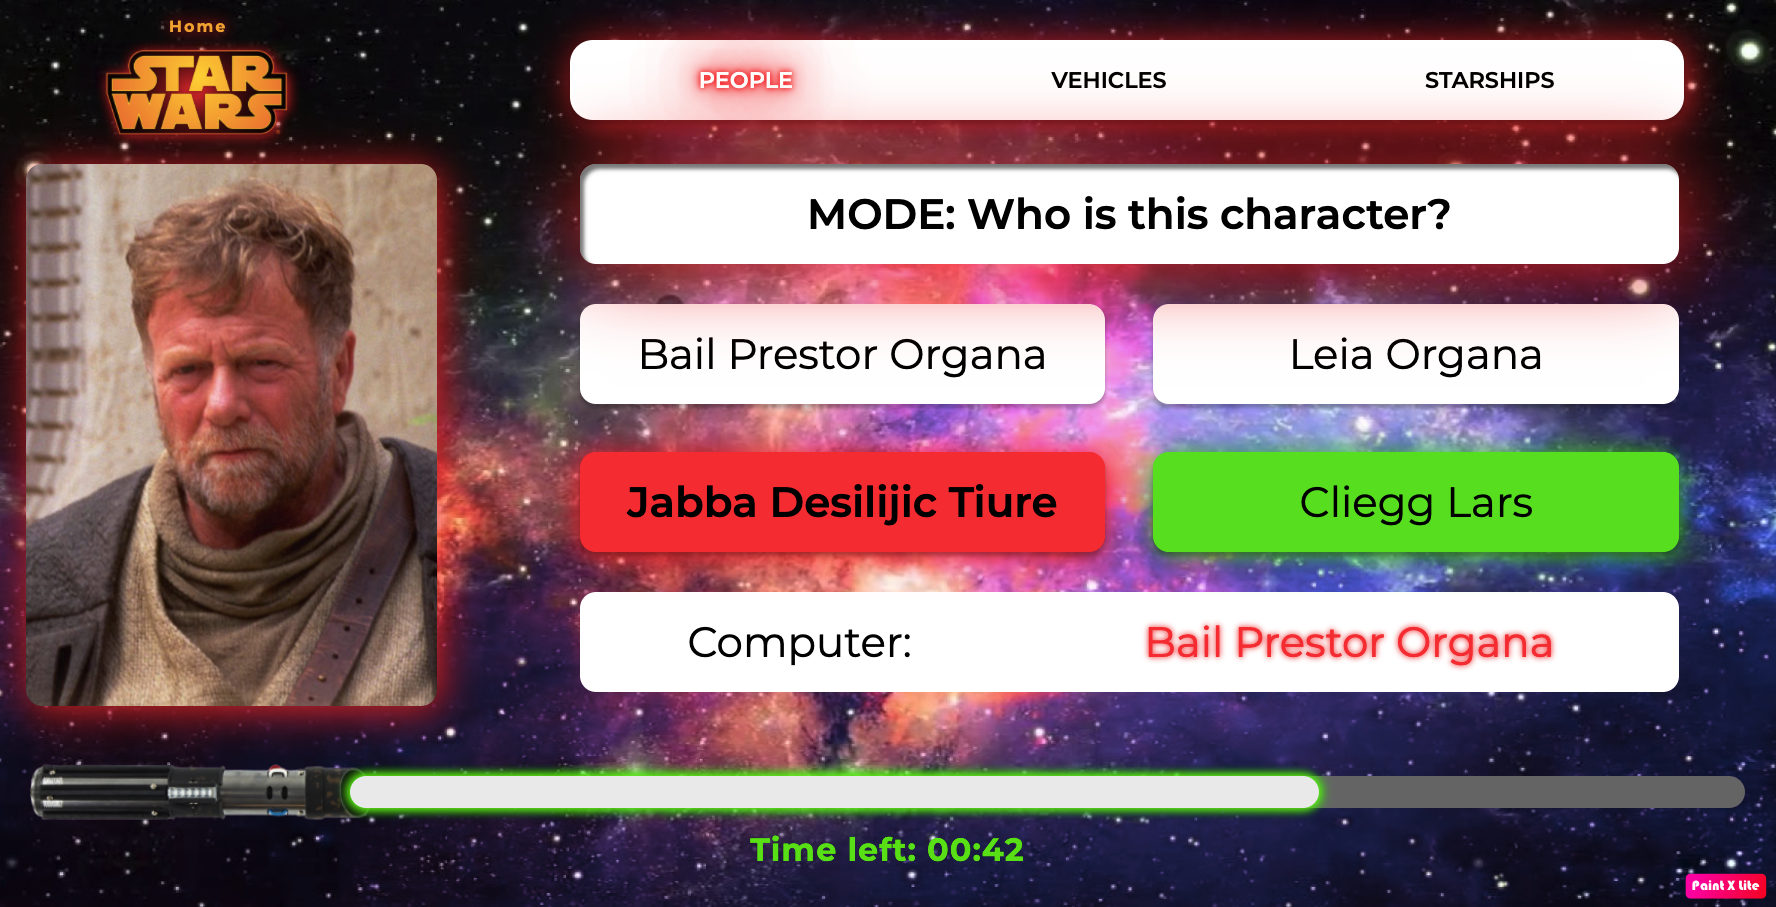 Home
STAR
WARS
PEOPLE
VEHICLES
STARSHIPS
MODE: Who is this character?
Bail Prestor Organa
Leia Organa
Jabba Desilijic Tiure
Cliegg Lars
Computer:
Bail Prestor Organa
Time left: 00:42
Paint X Lite